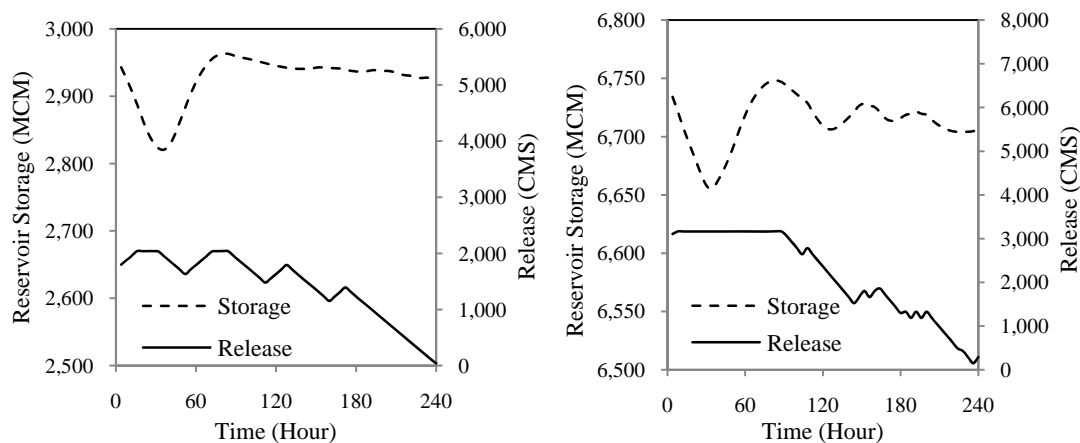 3,000
2,900
2,800
2,700
2,600
2,500
Reservoir Storage (MCM)
6,000
5,000
4,000
3,000
2,000
1,000
0
Release (CMS)
Storage
Release
0 60 120 180 240
Time (Hour)
6,800
6,750
6,700
6,650
6,600
6,550
6,500
Reservoir Storage (MCM)
8,000
7,000
6,000
5,000
4,000
3,000
2,000
1,000
0
Release (CMS)
Storage
Release
0 60 120 180 240
Time (Hour)